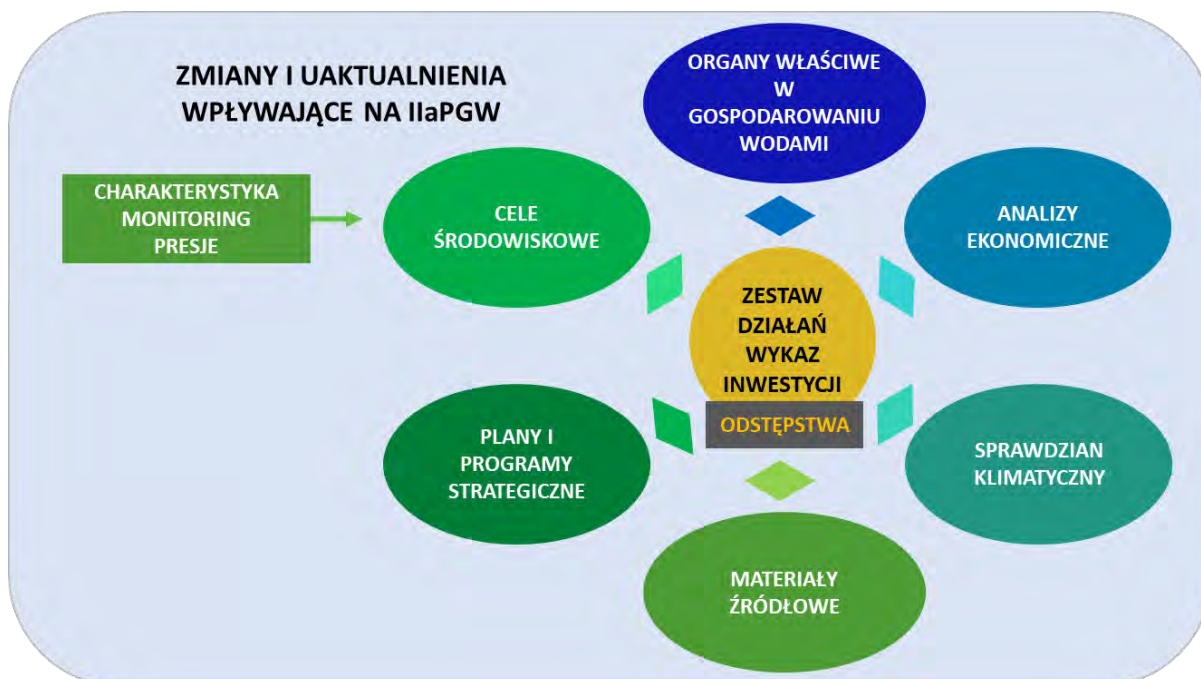 ZMIANY I UAKTUALNIENIA
WPŁYWAJĄCE NA IIaPGW
ORGANY WŁAŚCIWE
W
GOSPODAROWANIU
WODAMI
CHARAKTERYSTYKA
MONITORING
PRESJE
CELE
ŚRODOWISKOWE
ANALIZY
EKONOMICZNE
ZESTAW
DZIAŁAŃ
WYKAZ
INWESTYCJI
ODSTĘPSTWA
PLANY I
PROGRAMY
STRATEGICZNE
SPRAWDZIAN
KLIMATYCZNY
MATERIAŁY
ŹRÓDŁOWE